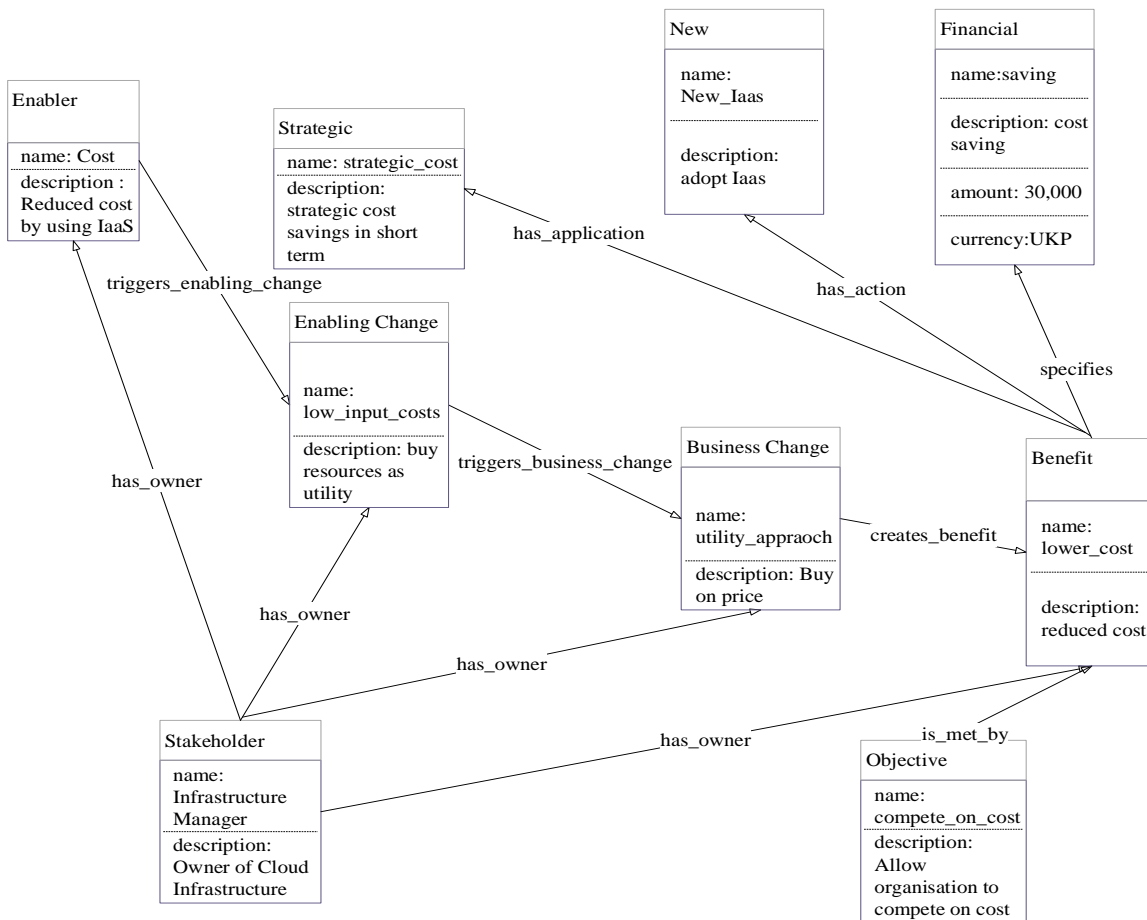 New
name:
New_Iaas
description:
adopt Iaas
Financial
name:saving
description: cost
saving
amount: 30,000
currency:UKP
Enabler
name: Cost
description :
Reduced cost
by using IaaS
Strategic
name: strategic_cost
description:
strategic cost
savings in short
term
has_application
triggers_enabling_change
has_action
Enabling Change
name:
low_input_costs
description: buy
resources as
utility
specifies
triggers_business_change
Business Change
name:
utility_appraoch
description: Buy
on price
creates_benefit
Benefit
name:
lower_cost
description:
reduced cost
has_owner
has_owner
has_owner
has_owner
is_met_by
Stakeholder
name:
Infrastructure
Manager
description:
Owner of Cloud
Infrastructure
Objective
name:
compete_on_cost
description:
Allow
organisation to
compete on cost